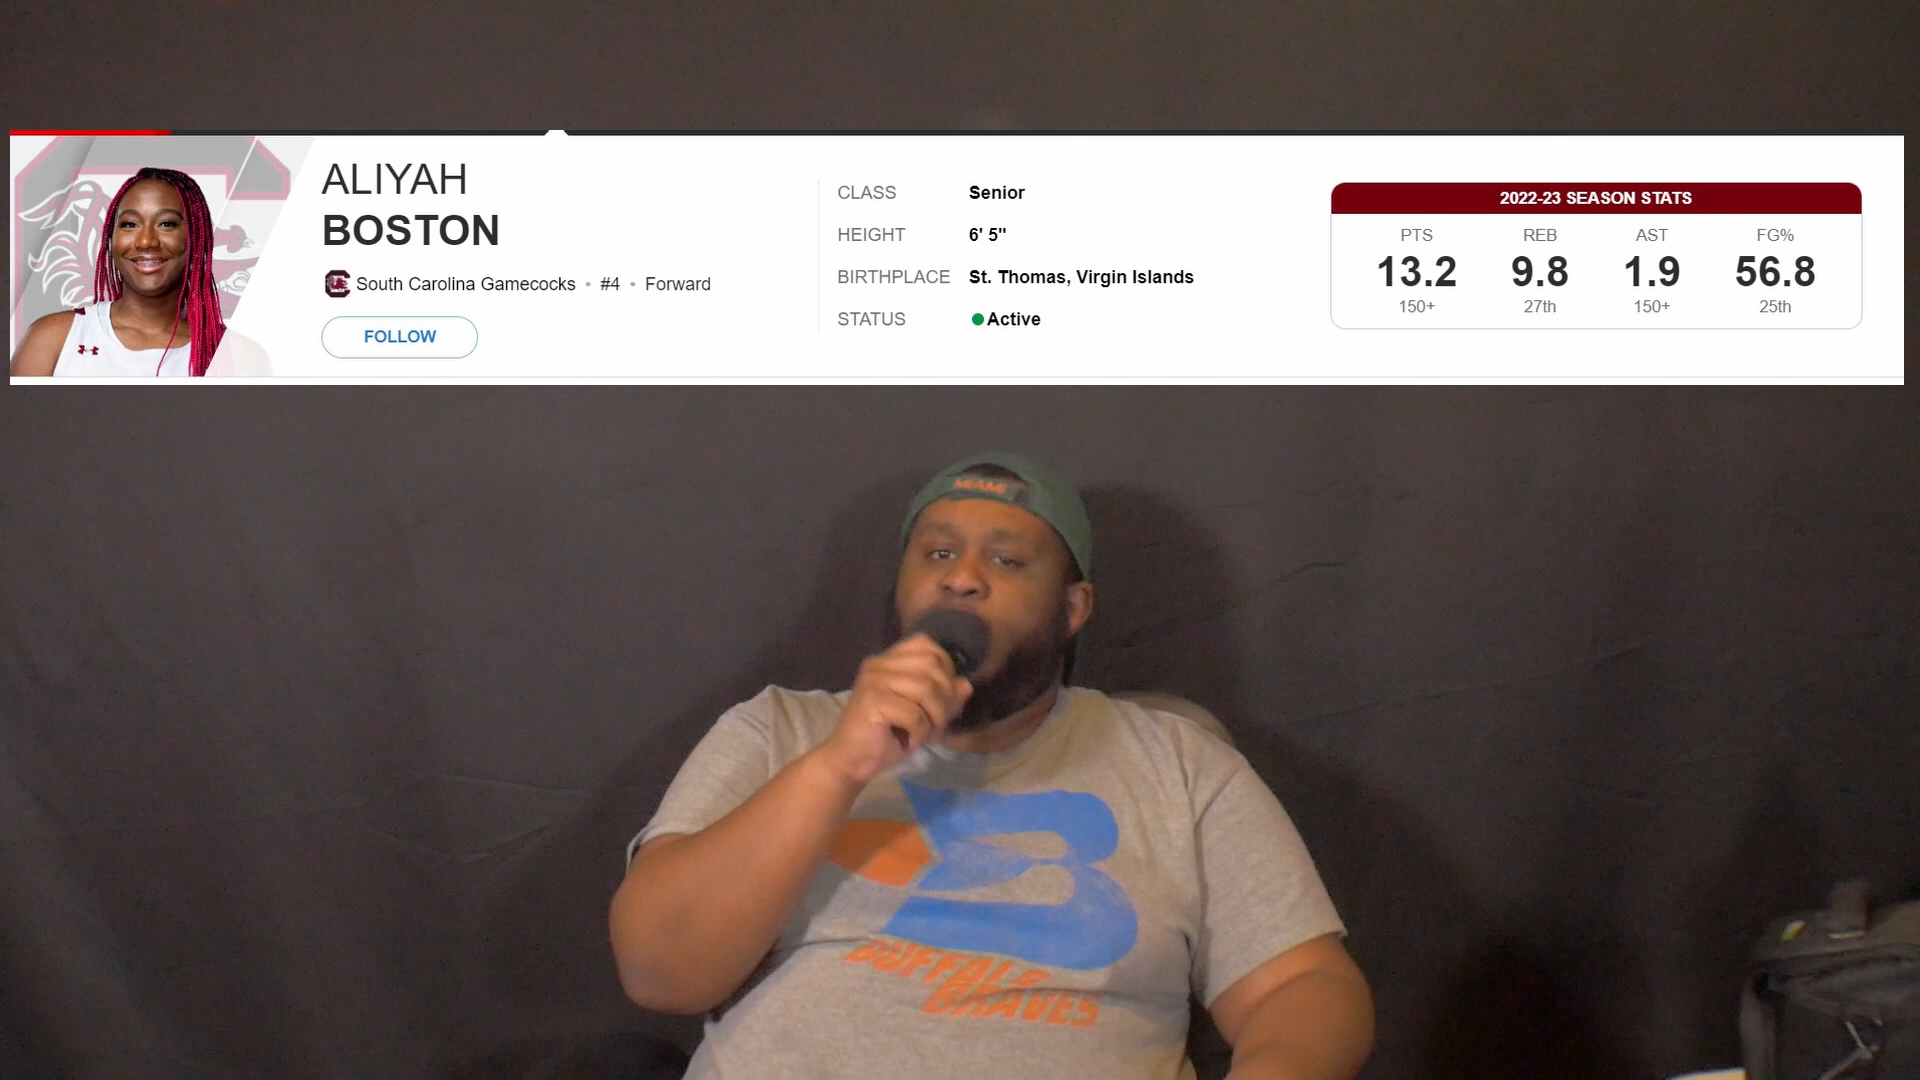 ALIYAH
BOSTON
South Carolina Gamecocks • #4 • Forward
FOLLOW
CLASS Senior
HEIGHT 6' 5"
BIRTHPLACE St. Thomas, Virgin Islands
STATUS Active
2022-23 SEASON STATS
PTS REB AST FG%
13.2 9.8 1.9 56.8
150+ 27th 150+ 25th
MIAMI
B
BUFFALO
BRAVES